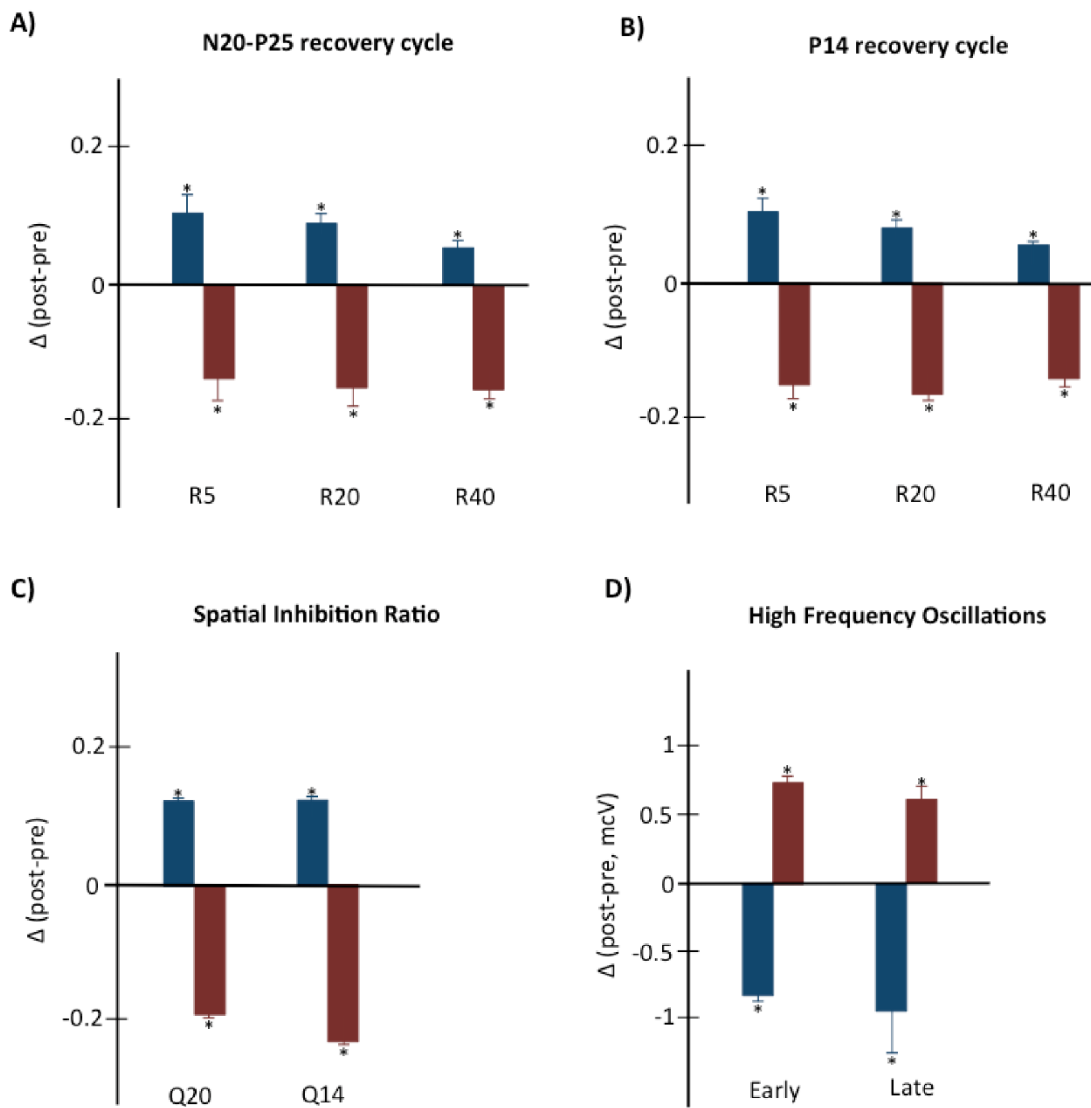 A)
N20-P25 recovery cycle
0.2
0
-0.2
Δ (post-pre)
* * *
* * *
R5 R20 R40
B)
P14 recovery cycle
0.2
0
-0.2
Δ (post-pre)
* * *
* * *
R5 R20 R40
C)
Spatial Inhibition Ratio
0.2
0
-0.2
Δ (post-pre)
* *
* *
Q20 Q14
D)
High Frequency Oscillations
1
0.5
0
-0.5
-1
Δ (post-pre, mcV)
* *
* *
Early Late